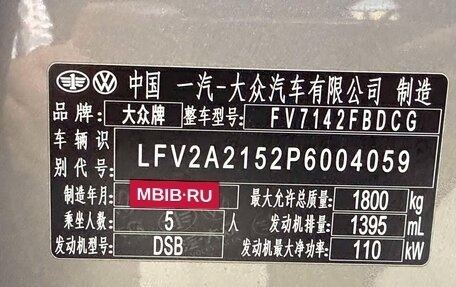 中国 一汽-大众汽车有限公司 制造
品牌: 大众牌 整车型号: FV7142FBDCG
车辆识别代号: LFV2A2152P6004059
制造年月: MBIB.RU 最大允许总质量: 1800 kg
乘坐人数: 5 人 发动机排量: 1395 mL
发动机型号: DSB 发动机最大净功率: 110 kW